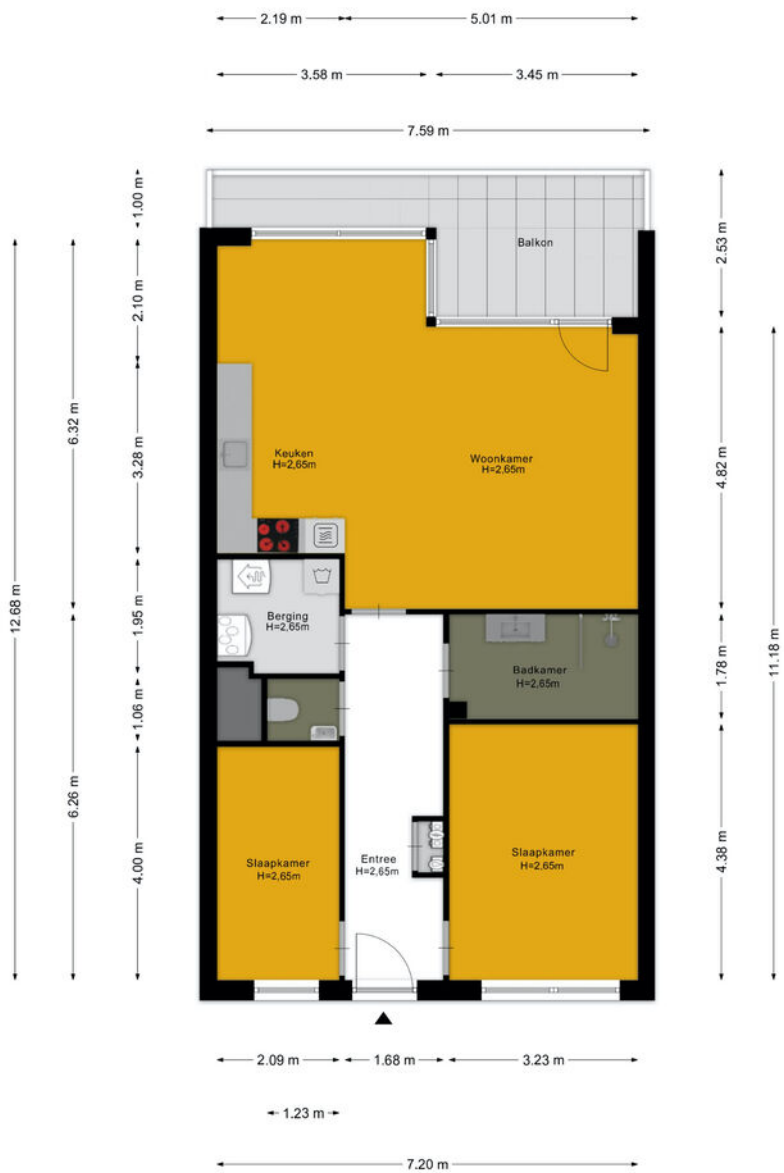 2.19 m
5.01 m
3.58 m
3.45 m
7.59 m
1.00 m
2.53 m
Balkon
2.10 m
6.32 m
12.68 m
3.28 m
4.82 m
11.18 m
Keuken
H=2,65m
Woonkamer
H=2,65m
1.95 m
Berging
H=2,65m
1.78 m
Badkamer
H=2,65m
1.06 m
6.26 m
4.00 m
4.38 m
Slaapkamer
H=2,65m
Entree
H=2,65m
Slaapkamer
H=2,65m
2.09 m
1.68 m
3.23 m
1.23 m
7.20 m